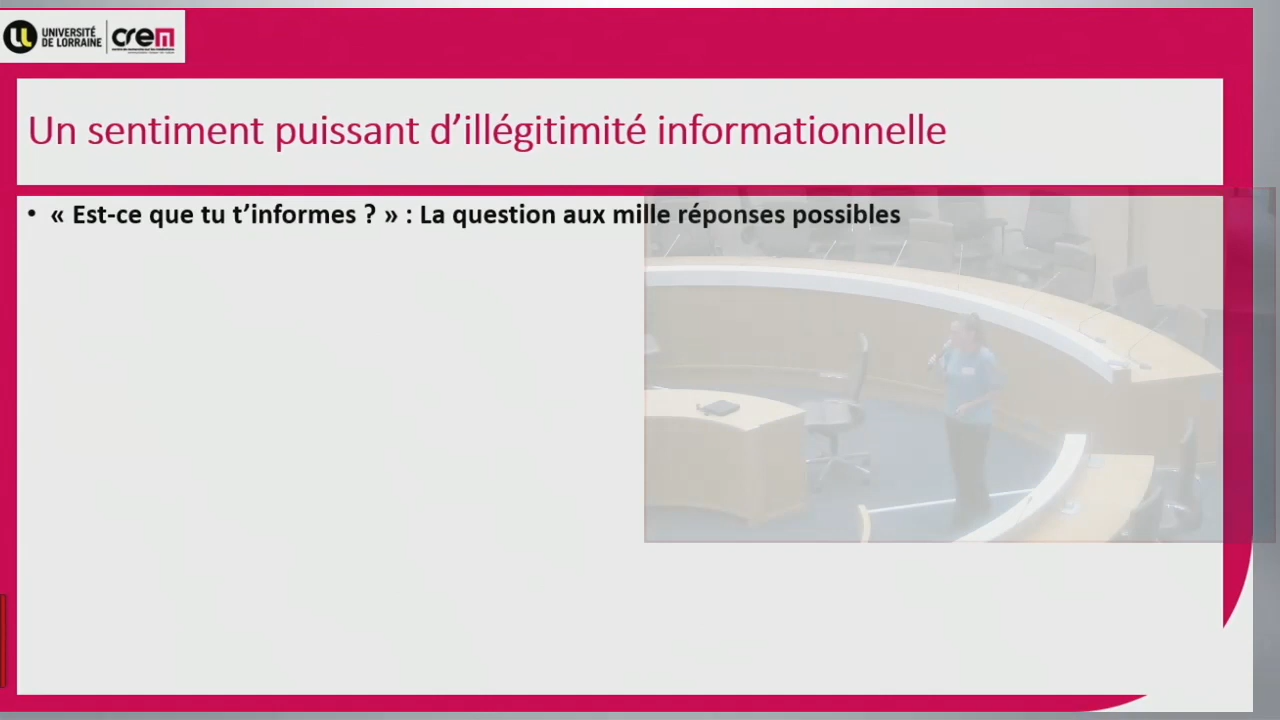 UNIVERSITÉ
DE LORRAINE
crem
Un sentiment puissant d’illégitimité informationnelle
• « Est-ce que tu t’informes ? » : La question aux mille réponses possibles